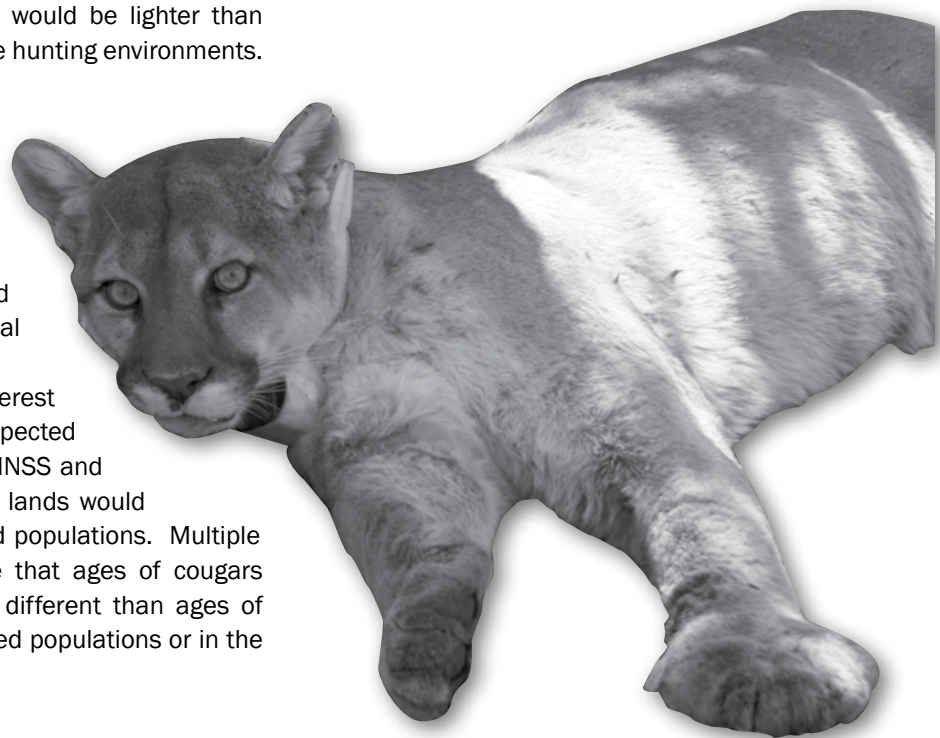 would be lighter than
e hunting environments.
d
al
erest
pected
NSS and
lands would
d populations. Multiple
e that ages of cougars
different than ages of
ed populations or in the